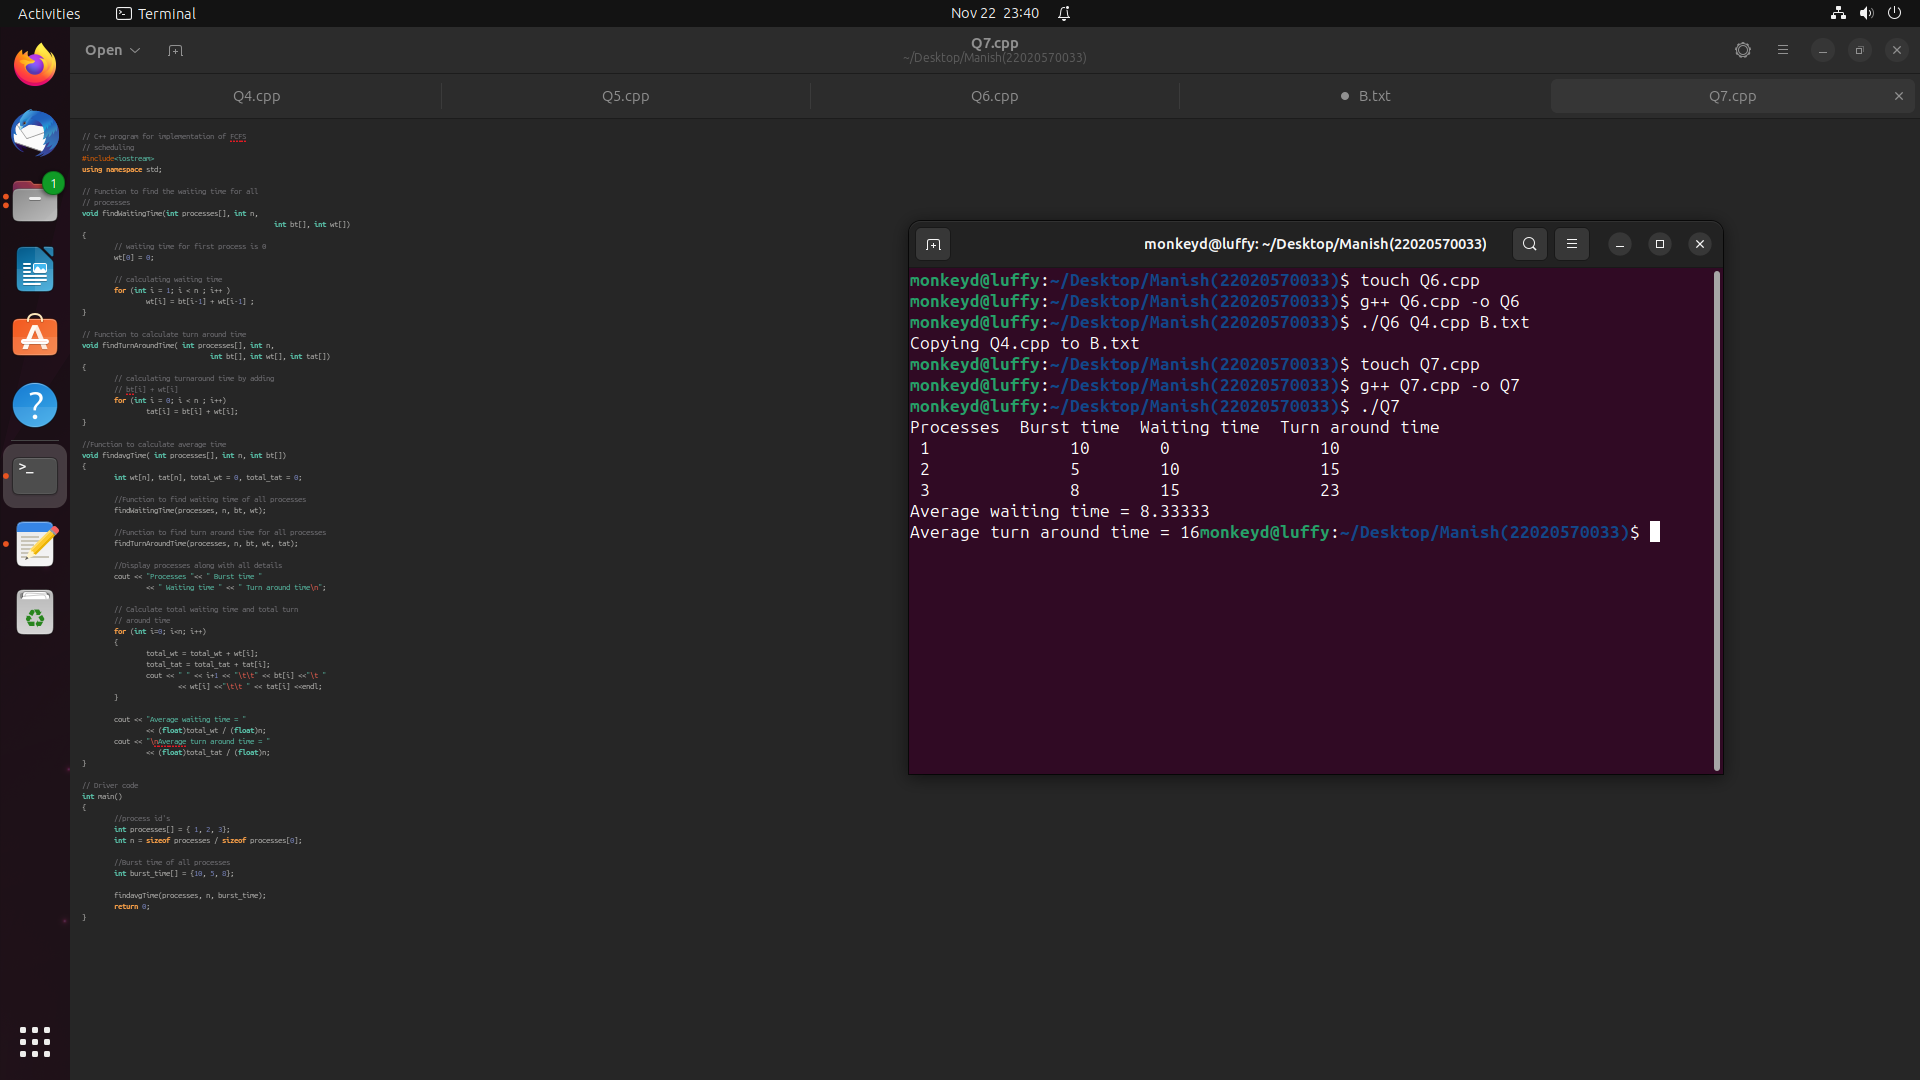 Activities
Terminal
Nov 22 23:40
Open
Q7.cpp
~/Desktop/Manish(22020570033)
Q4.cpp
Q5.cpp
Q6.cpp
B.txt
Q7.cpp
1
// C++ program for implementation of FCFS
// scheduling
#include<iostream>
using namespace std;
// Function to find the waiting time for all
// processes
void findWaitingTime(int processes[], int n,
int bt[], int wt[])
{
// waiting time for first process is 0
wt[0] = 0;
// calculating waiting time
for (int i = 1; i < n ; i++ )
wt[i] = bt[i-1] + wt[i-1] ;
}
// Function to calculate turn around time
void findTurnAroundTime( int processes[], int n,
int bt[], int wt[], int tat[])
{
// calculating turnaround time by adding
// bt[i] + wt[i]
for (int i = 0; i < n ; i++)
tat[i] = bt[i] + wt[i];
}
//Function to calculate average time
void findavgTime( int processes[], int n, int bt[])
{
int wt[n], tat[n], total_wt = 0, total_tat = 0;
//Function to find waiting time of all processes
findWaitingTime(processes, n, bt, wt);
//Function to find turn around time for all processes
findTurnAroundTime(processes, n, bt, wt, tat);
//Display processes along with all details
cout << "Processes "<< " Burst time "
<< " Waiting time " << " Turn around time\n";
// Calculate total waiting time and total turn
// around time
for (int i=0; i<n; i++)
{
total_wt = total_wt + wt[i];
total_tat = total_tat + tat[i];
cout << " " << i+1 << "\t\t" << bt[i] <<"\t "
<< wt[i] <<"\t\t " << tat[i] <<endl;
}
cout << "Average waiting time = "
<< (float)total_wt / (float)n;
cout << "\nAverage turn around time = "
<< (float)total_tat / (float)n;
}
// Driver code
int main()
{
//process id's
int processes[] = { 1, 2, 3};
int n = sizeof processes / sizeof processes[0];
//Burst time of all processes
int burst_time[] = {10, 5, 8};
findavgTime(processes, n, burst_time);
return 0;
}
monkeyd@luffy: ~/Desktop/Manish(22020570033)
monkeyd@luffy:~/Desktop/Manish(22020570033)$ touch Q6.cpp
monkeyd@luffy:~/Desktop/Manish(22020570033)$ g++ Q6.cpp -o Q6
monkeyd@luffy:~/Desktop/Manish(22020570033)$ ./Q6 Q4.cpp B.txt
Copying Q4.cpp to B.txt
monkeyd@luffy:~/Desktop/Manish(22020570033)$ touch Q7.cpp
monkeyd@luffy:~/Desktop/Manish(22020570033)$ g++ Q7.cpp -o Q7
monkeyd@luffy:~/Desktop/Manish(22020570033)$ ./Q7
Processes  Burst time  Waiting time  Turn around time
1 10 0 10
2 5 10 15
3 8 15 23
Average waiting time = 8.33333
Average turn around time = 16monkeyd@luffy:~/Desktop/Manish(22020570033)$